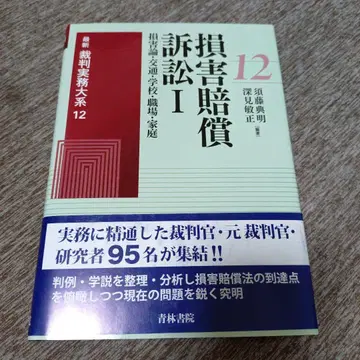 最新 裁判実務大系 12
12
損害賠償
訴訟Ⅰ
損害論・交通・学校・職場・家庭
須藤典明
深見敏正
[編著]
実務に精通した裁判官・元裁判官・
研究者95名が集結!!
判例・学説を整理・分析し損害賠償法の到達点
を俯瞰しつつ現在の問題を鋭く究明
青林書院